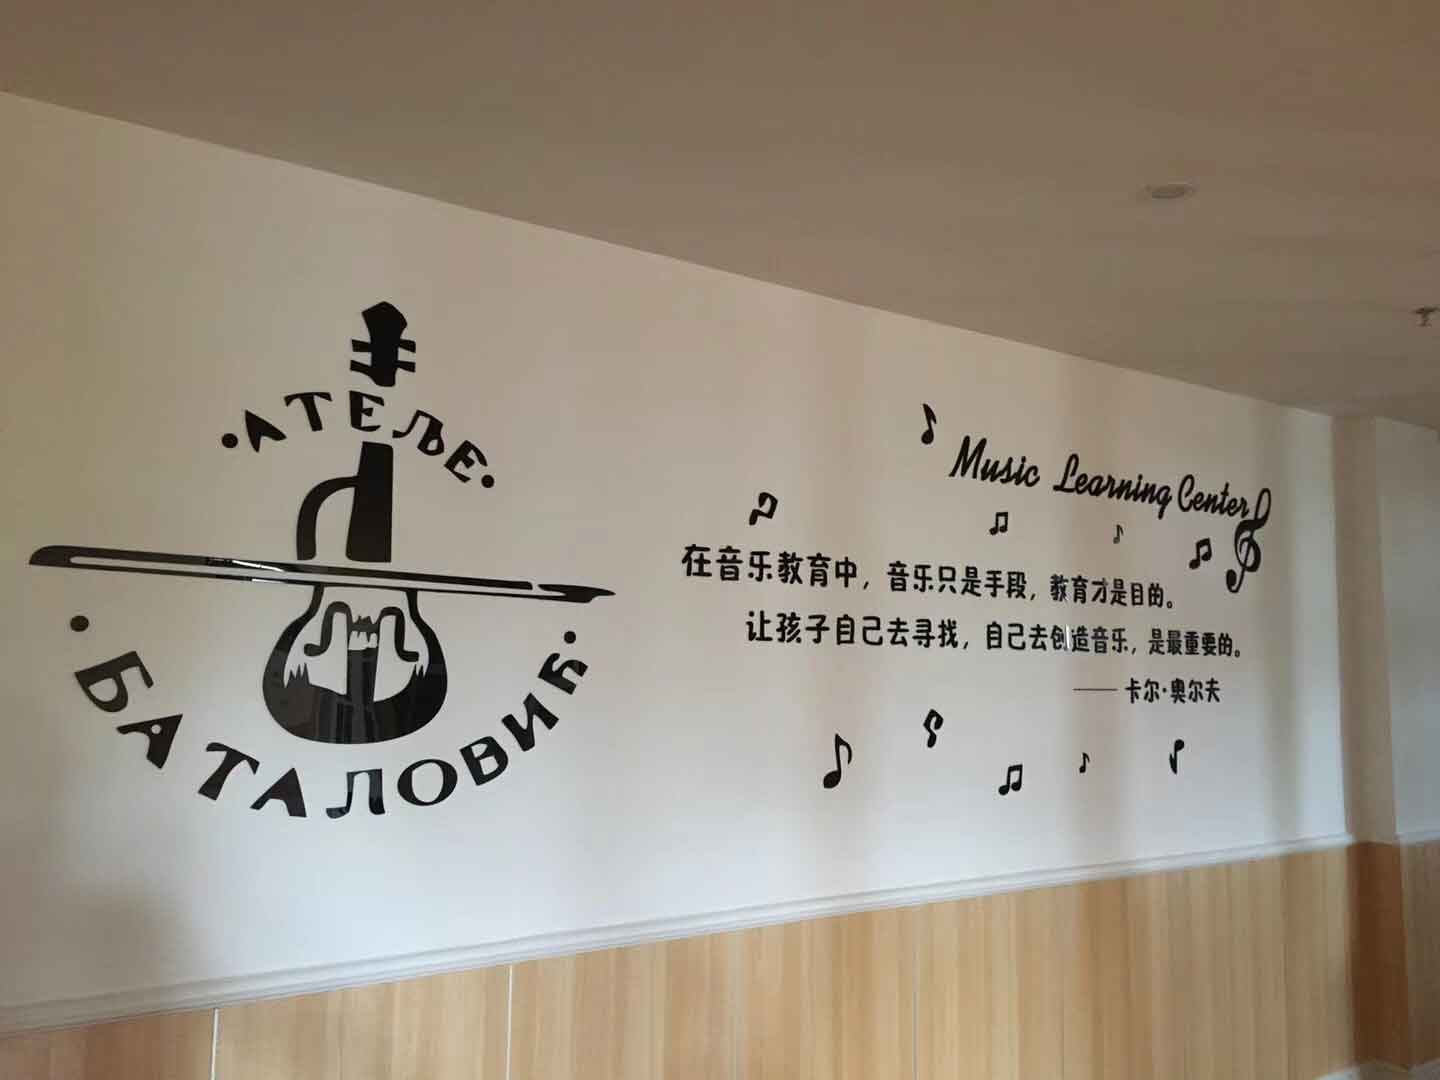 АТЕЉЕ
БАТАЛОВИЋ
Music Learning Center
在音乐教育中，音乐只是手段，教育才是目的。
让孩子自己去寻找，自己去创造音乐，是最重要的。
——卡尔·奥尔夫